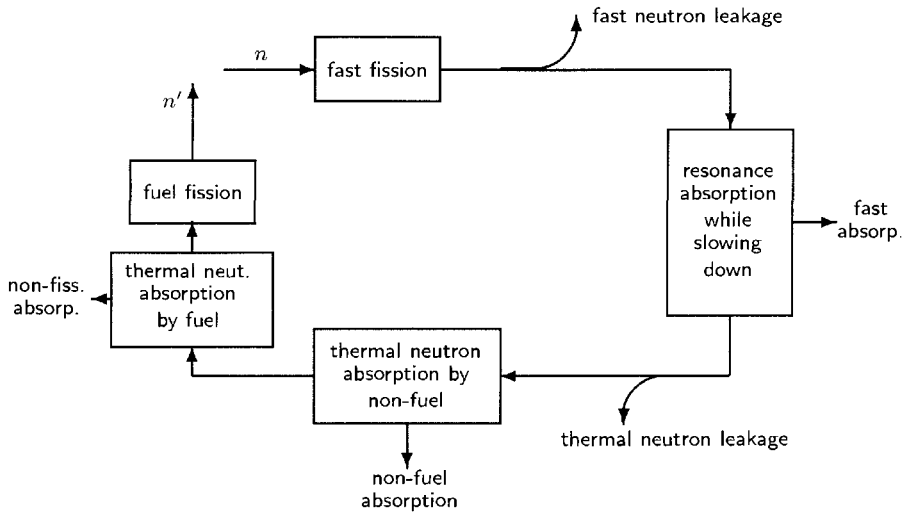 fast neutron leakage
n
fast fission
n′
resonance
absorption
while
slowing
down
fast
absorp.
fuel fission
thermal neut.
absorption
by fuel
non-fiss.
absorp.
thermal neutron
absorption by
non-fuel
thermal neutron leakage
non-fuel
absorption